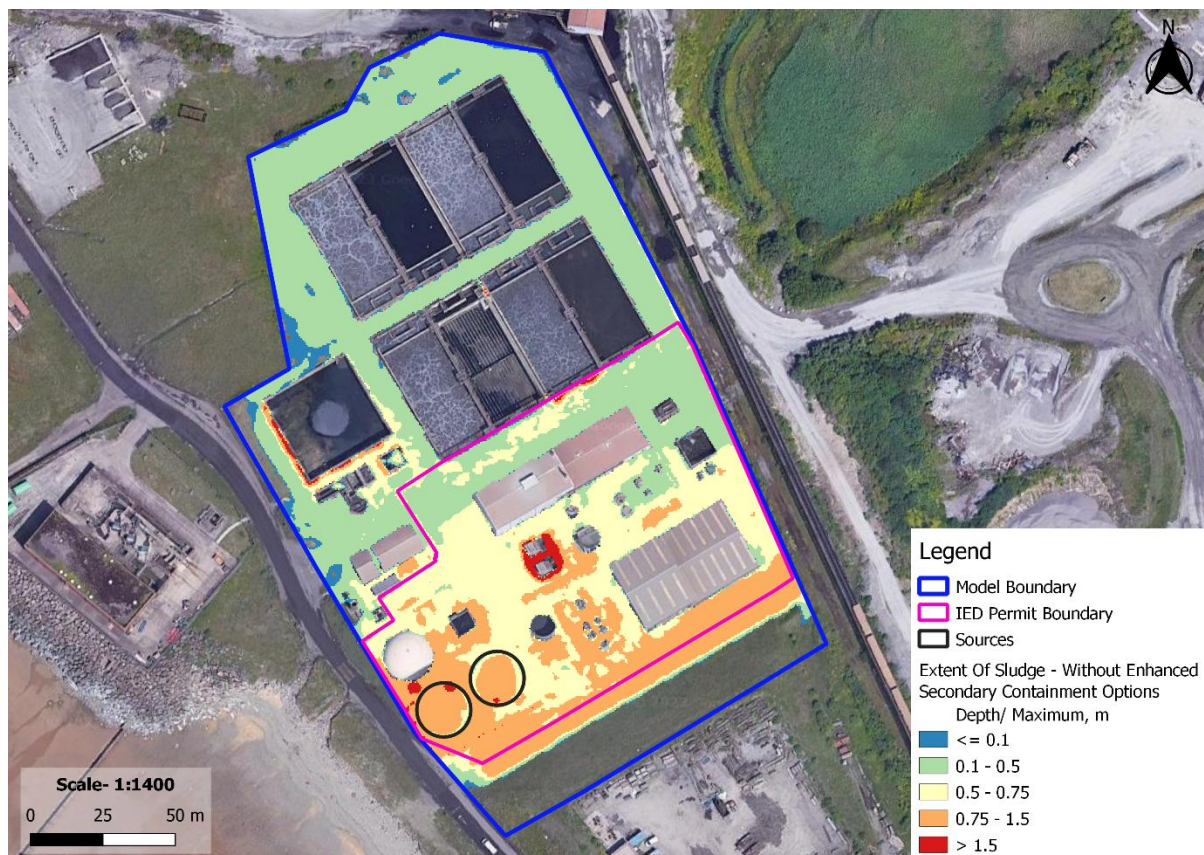 N
Legend
Model Boundary
IED Permit Boundary
Sources
Extent Of Sludge - Without Enhanced
Secondary Containment Options
Depth/ Maximum, m
<= 0.1
0.1 - 0.5
0.5 - 0.75
0.75 - 1.5
> 1.5
Scale- 1:1400
0 25 50 m